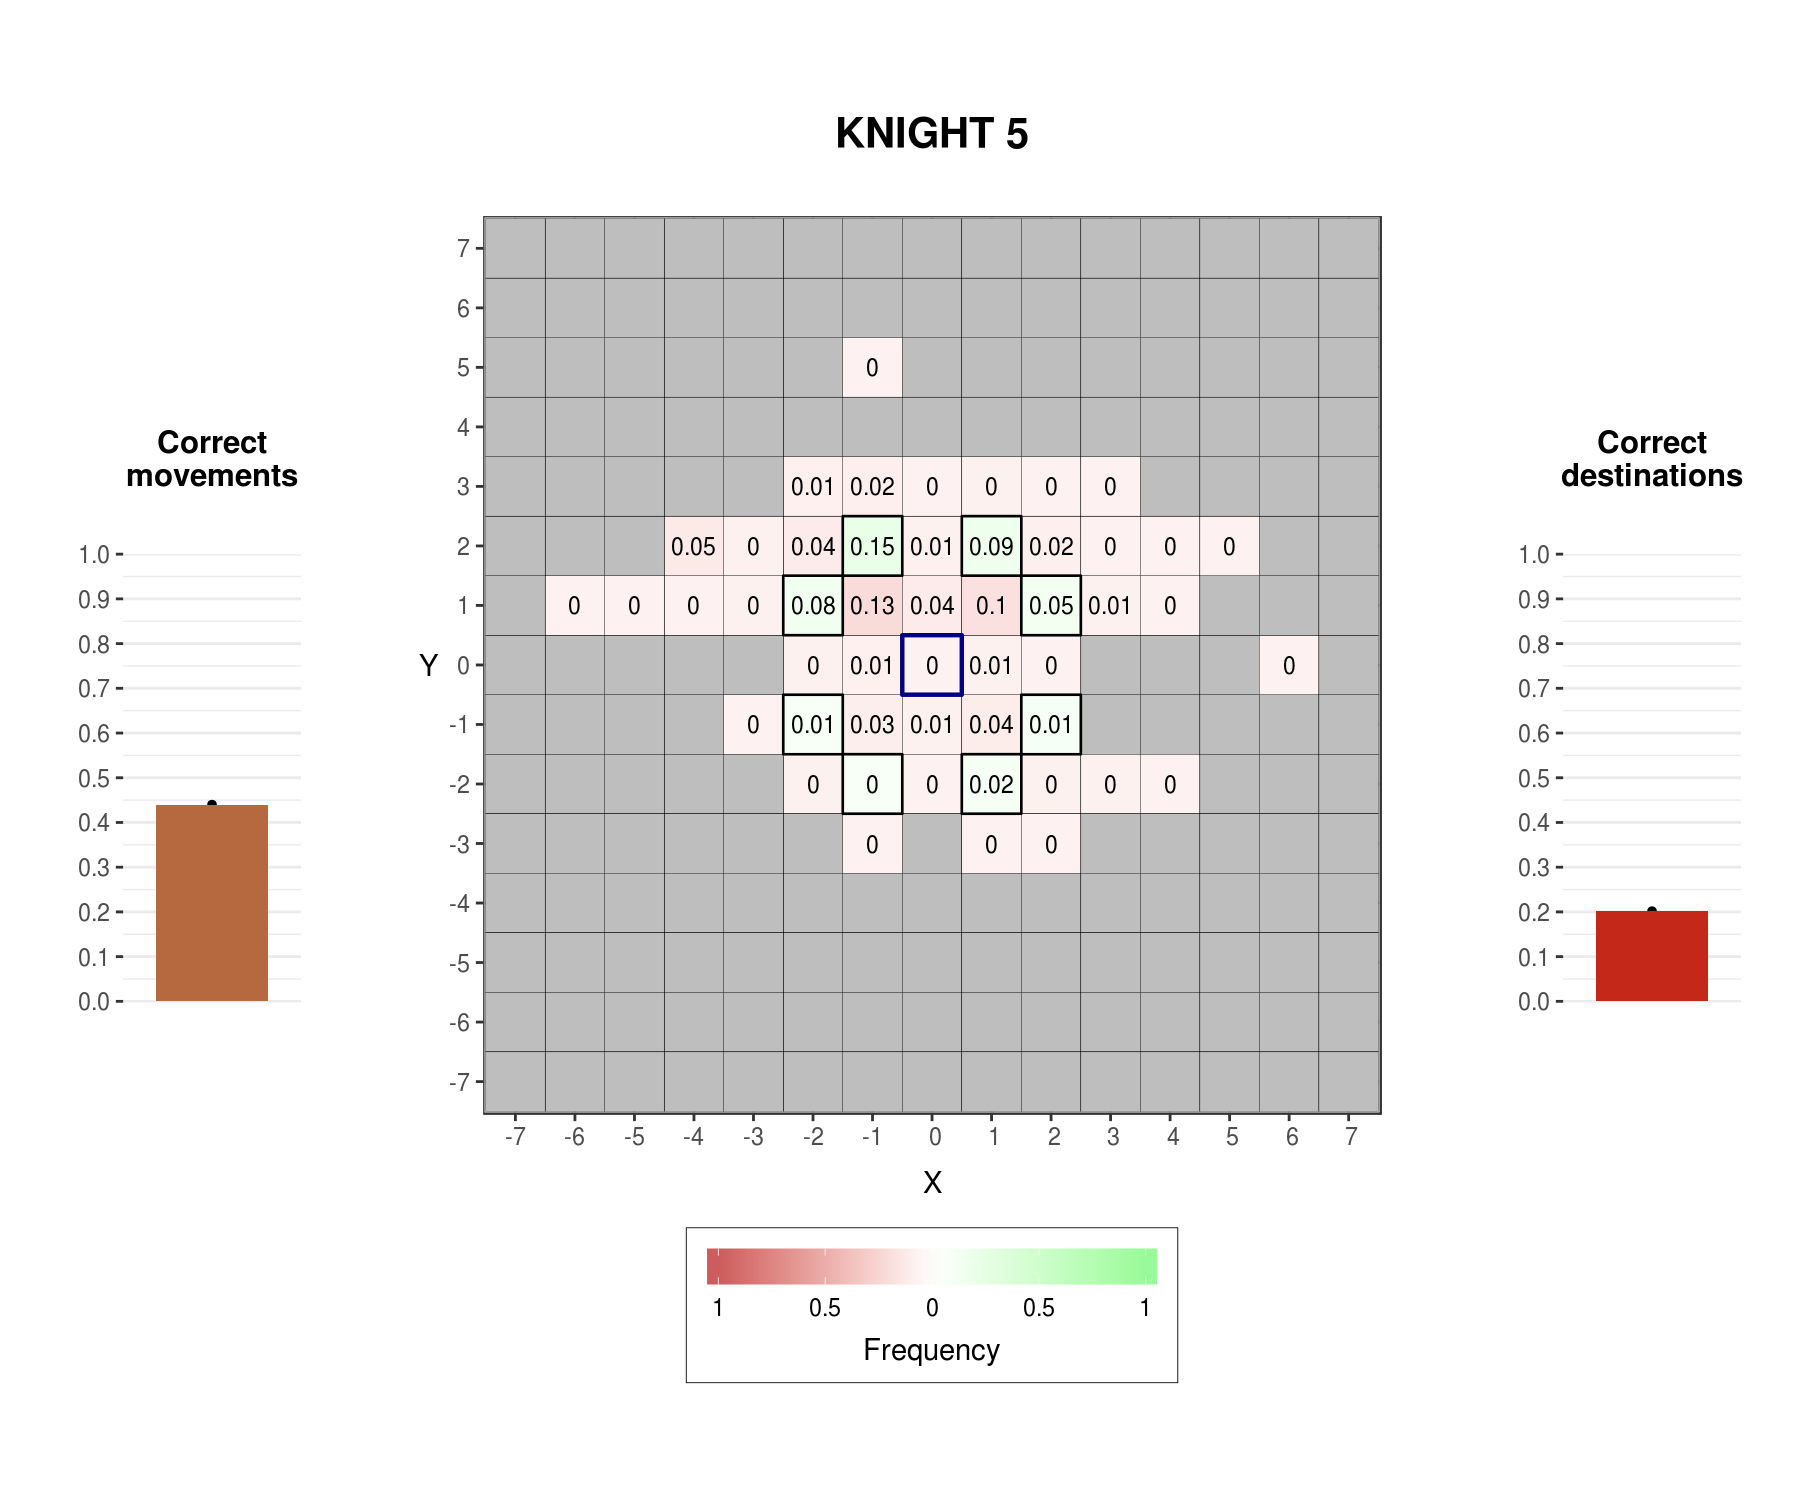 KNIGHT 5
Correct
movements
1.0
0.9
0.8
0.7
0.6
0.5
0.4
0.3
0.2
0.1
0.0
Y
7
6
5 0
4
3 0.01 0.02 0 0 0 0
2 0.05 0 0.04 0.15 0.01 0.09 0.02 0 0 0
1 0 0 0 0 0.08 0.13 0.04 0.1 0.05 0.01 0
0 0 0.01 0 0.01 0 0
-1 0 0.01 0.03 0.01 0.04 0.01
-2 0 0 0 0.02 0 0 0
-3 0 0 0
-4
-5
-6
-7
-7 -6 -5 -4 -3 -2 -1 0 1 2 3 4 5 6 7
X
1 0.5 0 0.5 1
Frequency
Correct
destinations
1.0
0.9
0.8
0.7
0.6
0.5
0.4
0.3
0.2
0.1
0.0